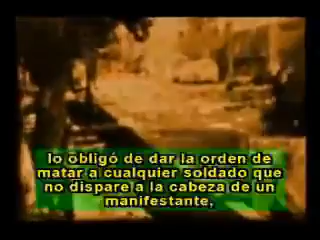 lo obligó de dar la orden de
matar a cualquier soldado que
no dispare a la cabeza de un
manifestante,